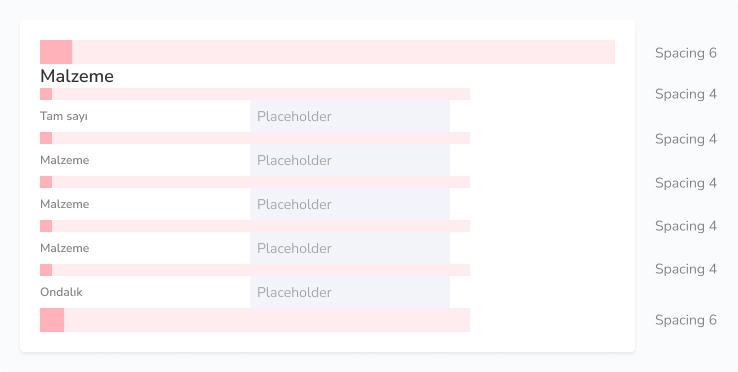 Spacing 6
Malzeme
Spacing 4
Tam sayı Placeholder
Spacing 4
Malzeme Placeholder
Spacing 4
Malzeme Placeholder
Spacing 4
Malzeme Placeholder
Spacing 4
Ondalık Placeholder
Spacing 6